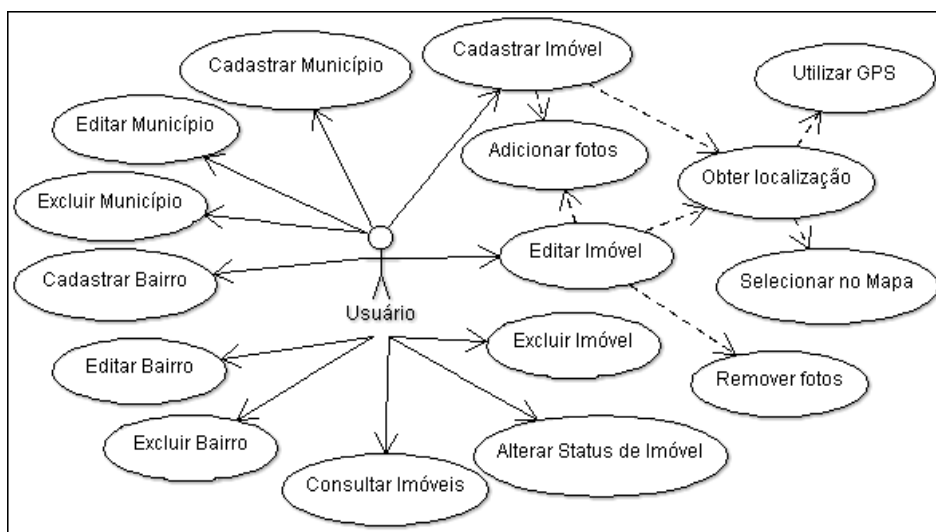 Cadastrar Imóvel
Cadastrar Município
Utilizar GPS
Editar Município
Adicionar fotos
Obter localização
Excluir Município
Editar Imóvel
Cadastrar Bairro
Selecionar no Mapa
Usuário
Excluir Imóvel
Editar Bairro
Remover fotos
Excluir Bairro
Alterar Status de Imóvel
Consultar Imóveis